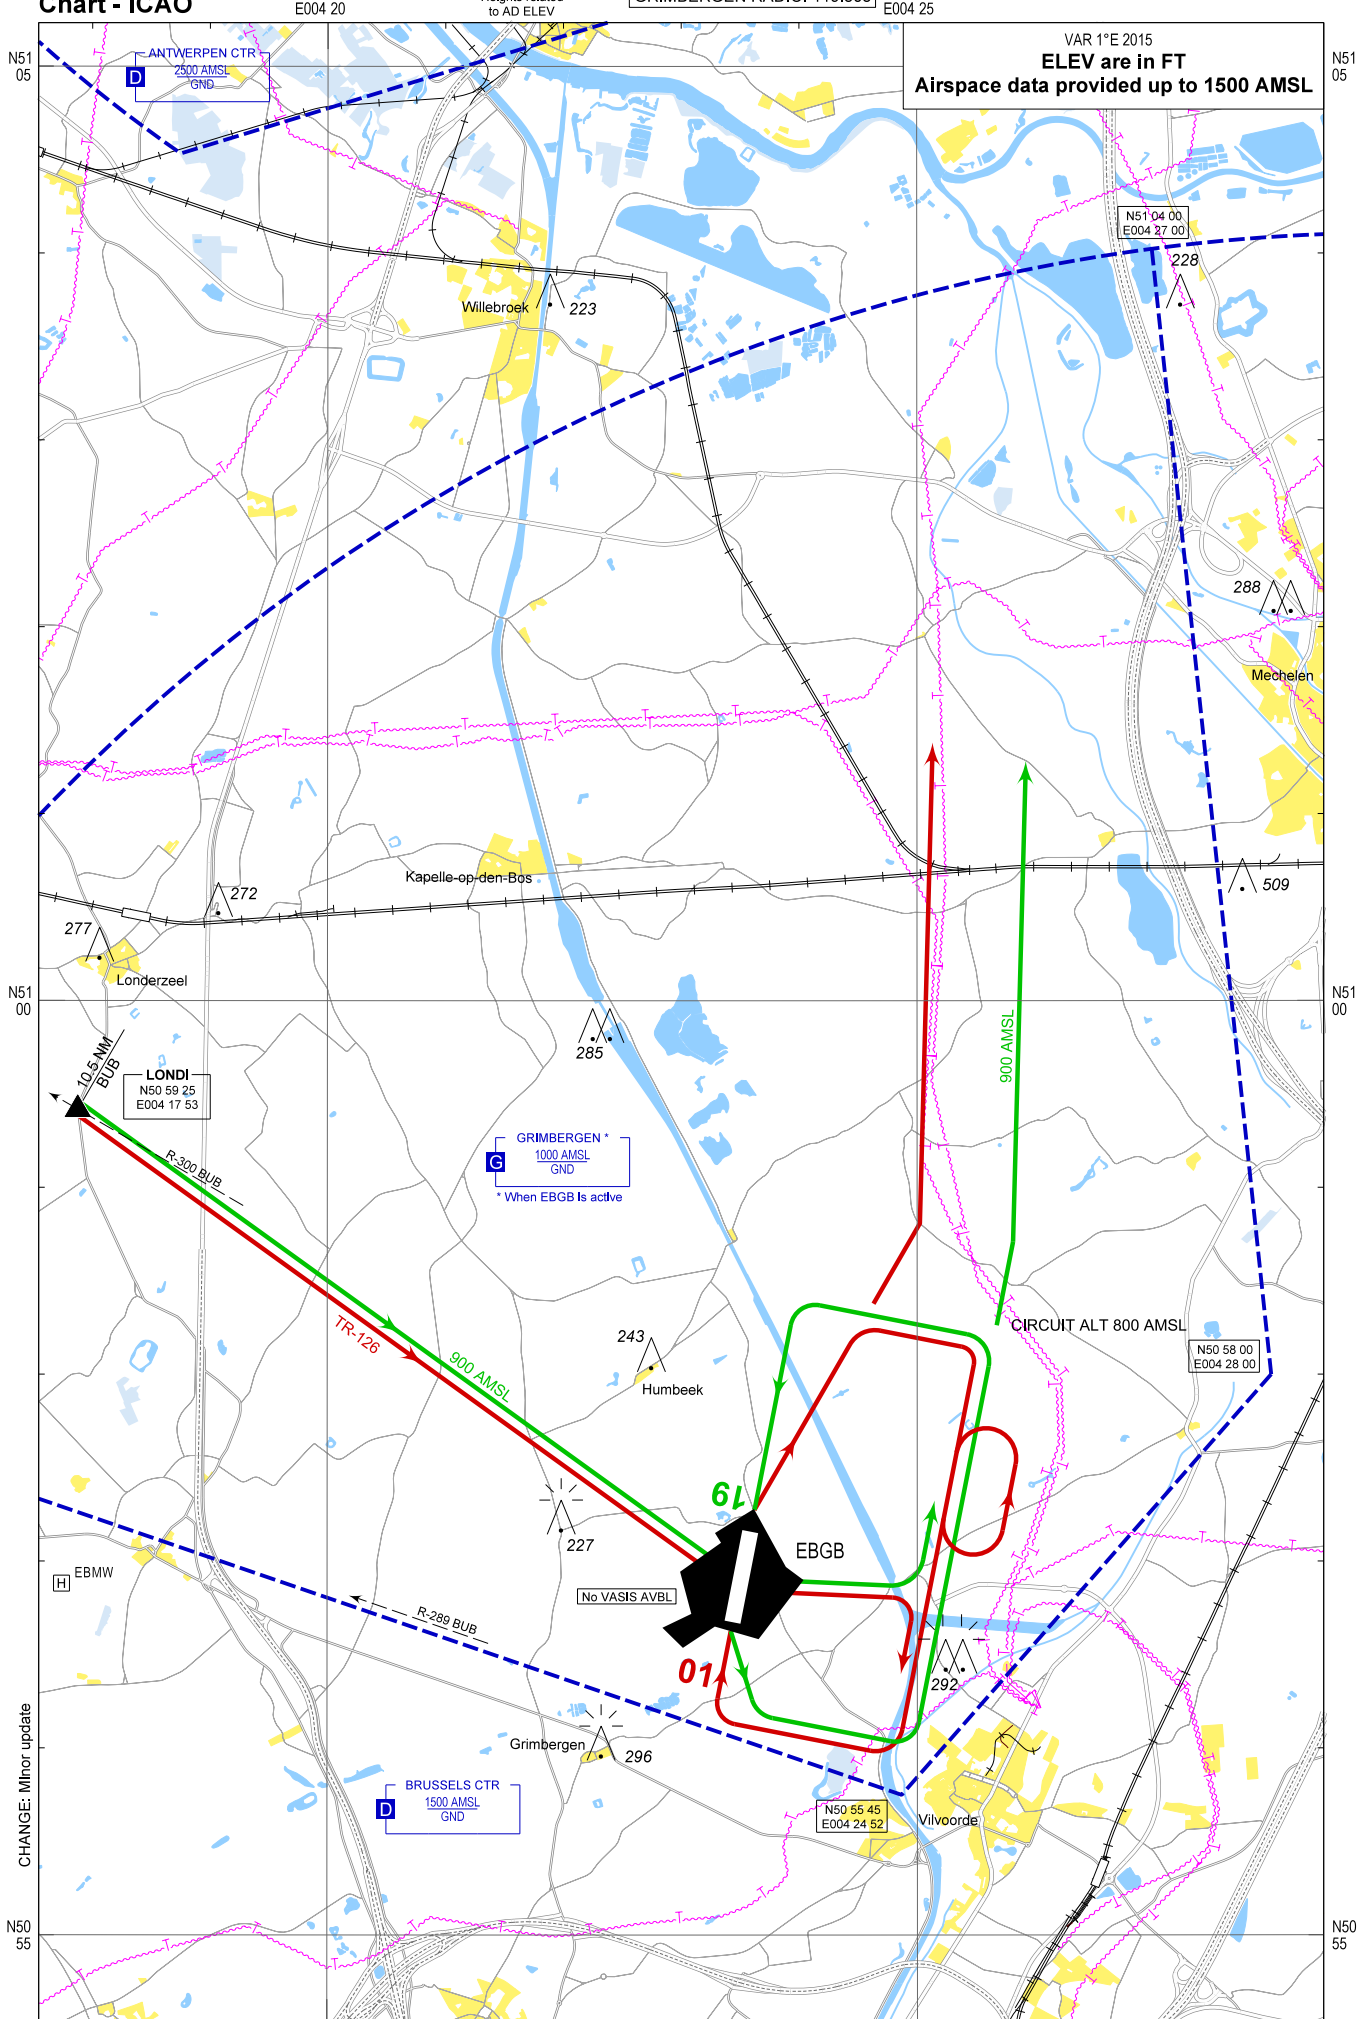 Chart - ICAO
E004 20
to AD ELEV
E004 25
VAR 1°E 2015
ELEV are in FT
Airspace data provided up to 1500 AMSL
N51
05
N51
05
ANTWERPEN CTR
D
2500 AMSL
GND
N51 04 00
E004 27 00
228
Willebroek
223
288
Mechelen
Kapelle-op-den-Bos
272
277
Londerzeel
509
N51
00
N51
00
285
10.5 NM
BUB
LONDI
N50 59 25
E004 17 53
900 AMSL
R-300 BUB
GRIMBERGEN *
G
1000 AMSL
GND
* When EBGB is active
TR-126
900 AMSL
243
Humbeek
CIRCUIT ALT 800 AMSL
N50 58 00
E004 28 00
19
227
EBGB
H
EBMW
No VASIS AVBL
R-289 BUB
01
292
Grimbergen
296
BRUSSELS CTR
D
1500 AMSL
GND
N50 55 45
E004 24 52
Vilvoorde
CHANGE: Minor update
N50
55
N50
55